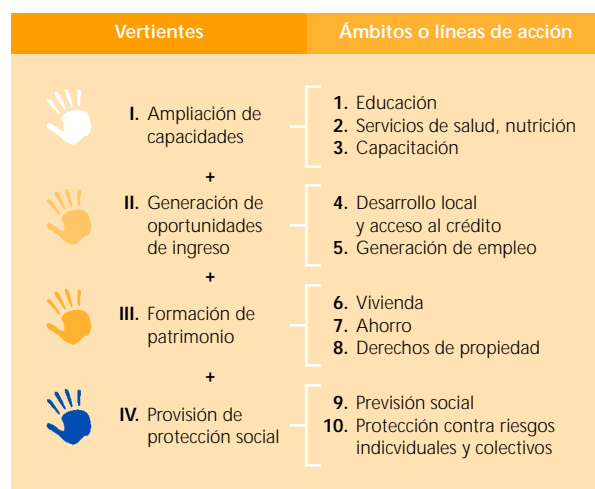 Vertientes
Ámbitos o líneas de acción
I. Ampliación de
capacidades
1. Educación
2. Servicios de salud, nutrición
3. Capacitación
+
II. Generación de
oportunidades
de ingreso
4. Desarrollo local
y acceso al crédito
5. Generación de empleo
+
III. Formación de
patrimonio
6. Vivienda
7. Ahorro
8. Derechos de propiedad
+
IV. Provisión de
protección social
9. Previsión social
10. Protección contra riesgos
indicviduales y colectivos